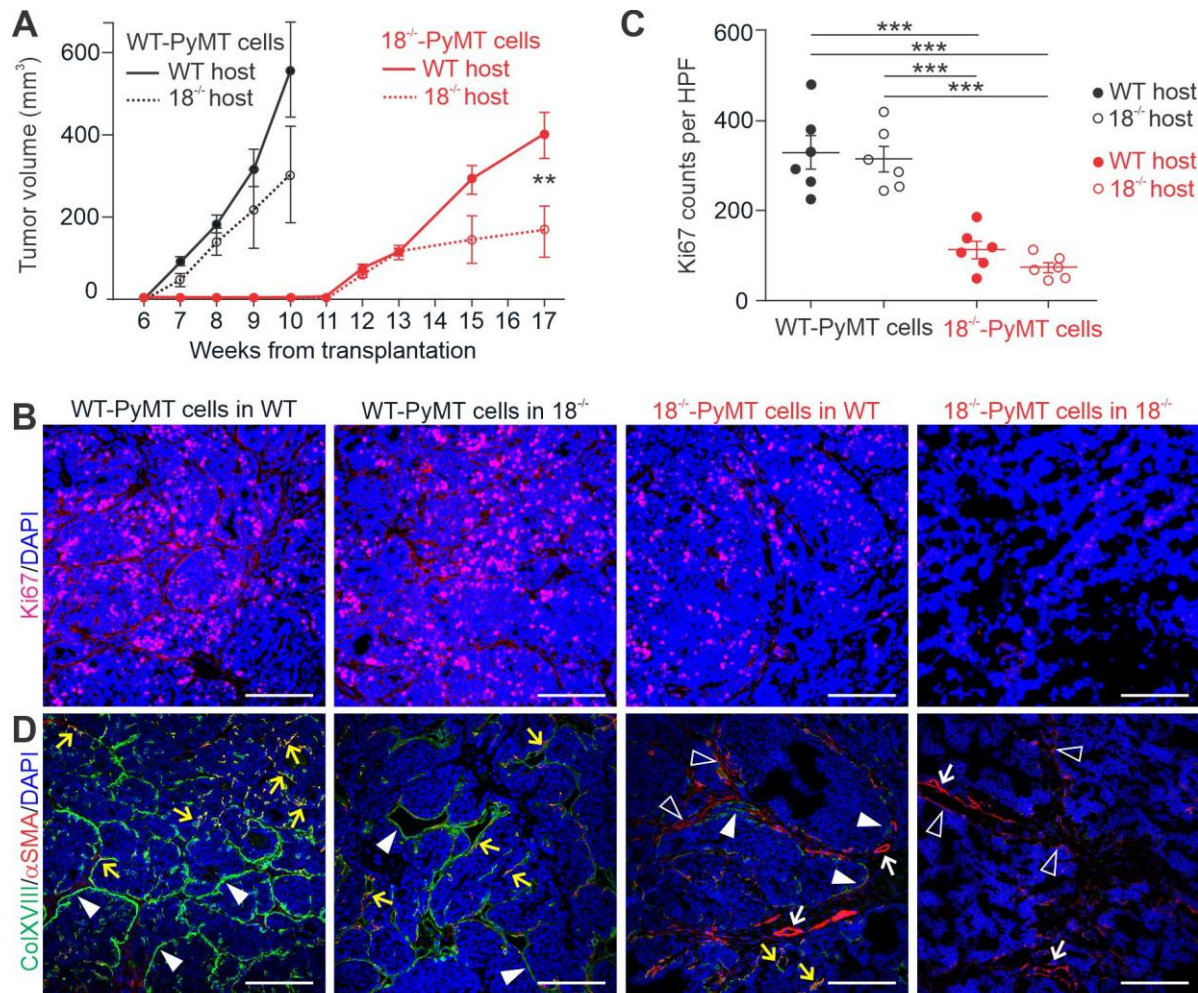 A
600
400
200
0
Tumor volume (mm³)
WT-PyMT cells
WT host
18⁻/⁻ host
18⁻/⁻-PyMT cells
WT host
18⁻/⁻ host
**
6 7 8 9 10 11 12 13 14 15 16 17
Weeks from transplantation
C
600
400
200
0
Ki67 counts per HPF
***
***
***
***
WT host
18⁻/⁻ host
WT host
18⁻/⁻ host
WT-PyMT cells 18⁻/⁻-PyMT cells
B
WT-PyMT cells in WT WT-PyMT cells in 18⁻/⁻ 18⁻/⁻-PyMT cells in WT 18⁻/⁻-PyMT cells in 18⁻/⁻
Ki67/DAPI
D
ColXVIII/αSMA/DAPI